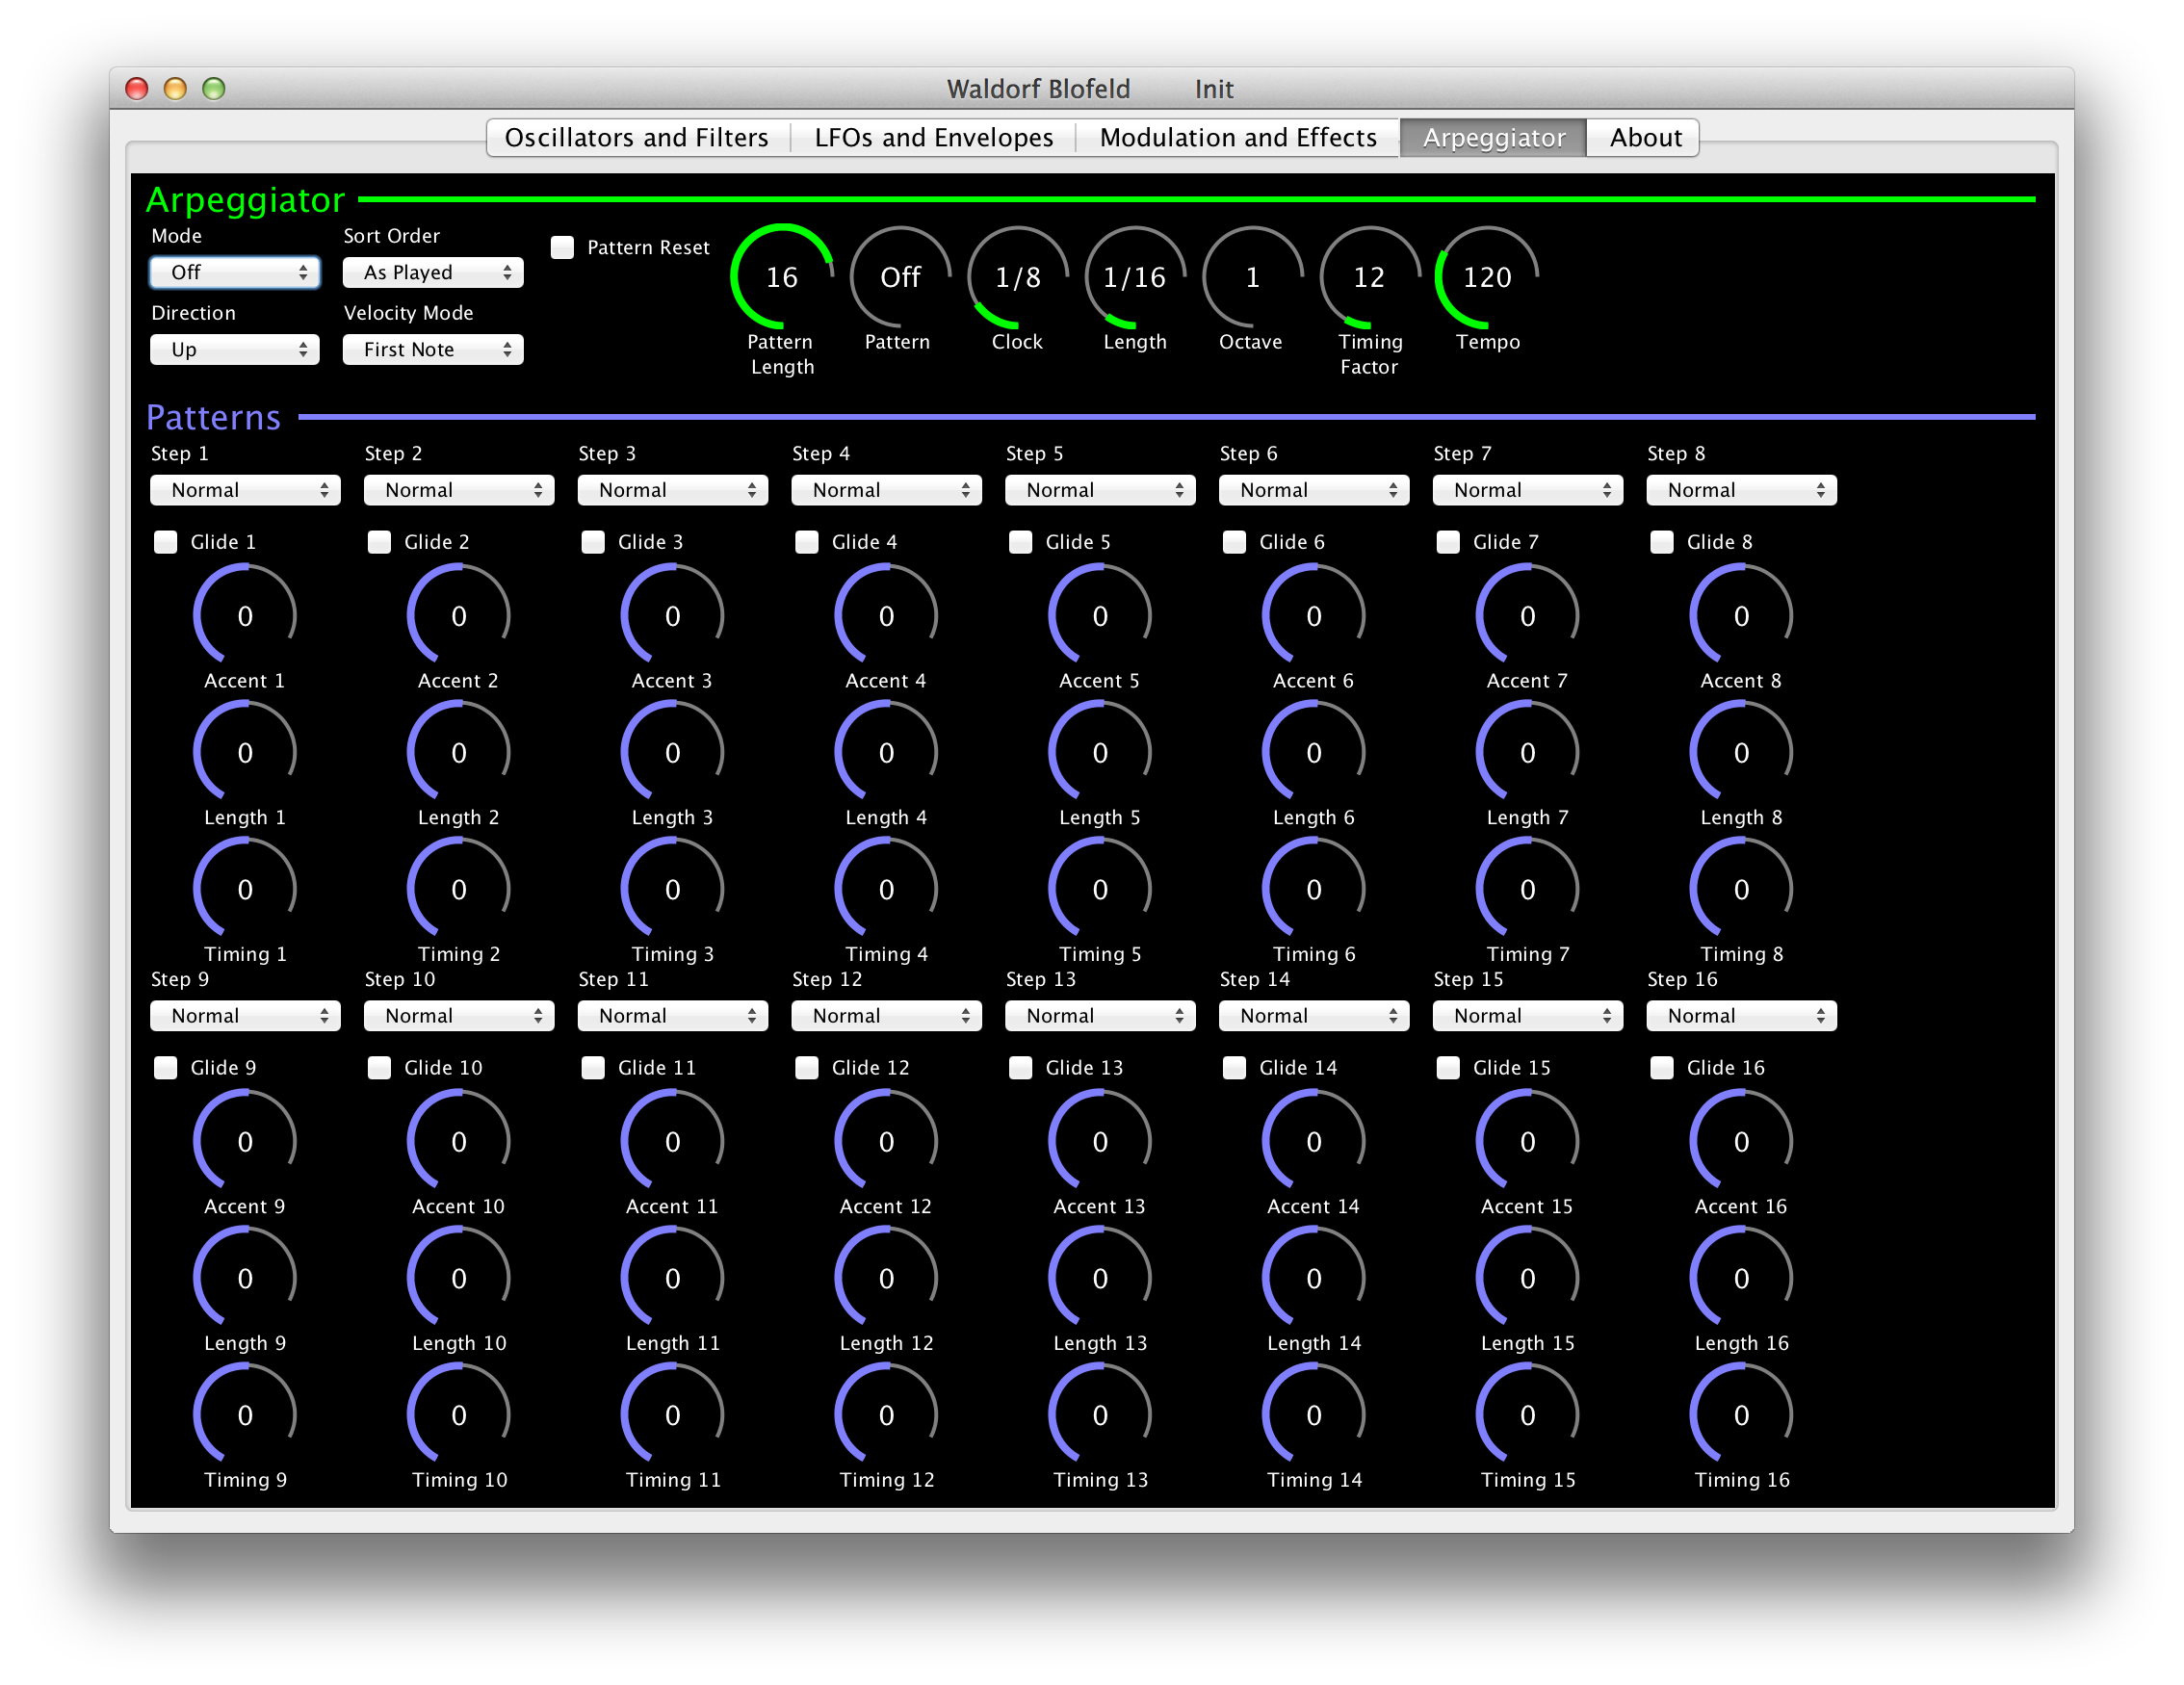 Waldorf Blofeld Init
Oscillators and Filters LFOs and Envelopes Modulation and Effects Arpeggiator About
Arpeggiator
Mode Sort Order
Off As Played Pattern Reset 16 Off 1/8 1/16 1 12 120
Direction Velocity Mode
Up First Note
Pattern Length Pattern Clock Length Octave Timing Factor Tempo
Patterns
Step 1 Step 2 Step 3 Step 4 Step 5 Step 6 Step 7 Step 8
Normal Normal Normal Normal Normal Normal Normal Normal
Glide 1 Glide 2 Glide 3 Glide 4 Glide 5 Glide 6 Glide 7 Glide 8
0 0 0 0 0 0 0 0
Accent 1 Accent 2 Accent 3 Accent 4 Accent 5 Accent 6 Accent 7 Accent 8
0 0 0 0 0 0 0 0
Length 1 Length 2 Length 3 Length 4 Length 5 Length 6 Length 7 Length 8
0 0 0 0 0 0 0 0
Timing 1 Timing 2 Timing 3 Timing 4 Timing 5 Timing 6 Timing 7 Timing 8
Step 9 Step 10 Step 11 Step 12 Step 13 Step 14 Step 15 Step 16
Normal Normal Normal Normal Normal Normal Normal Normal
Glide 9 Glide 10 Glide 11 Glide 12 Glide 13 Glide 14 Glide 15 Glide 16
0 0 0 0 0 0 0 0
Accent 9 Accent 10 Accent 11 Accent 12 Accent 13 Accent 14 Accent 15 Accent 16
0 0 0 0 0 0 0 0
Length 9 Length 10 Length 11 Length 12 Length 13 Length 14 Length 15 Length 16
0 0 0 0 0 0 0 0
Timing 9 Timing 10 Timing 11 Timing 12 Timing 13 Timing 14 Timing 15 Timing 16